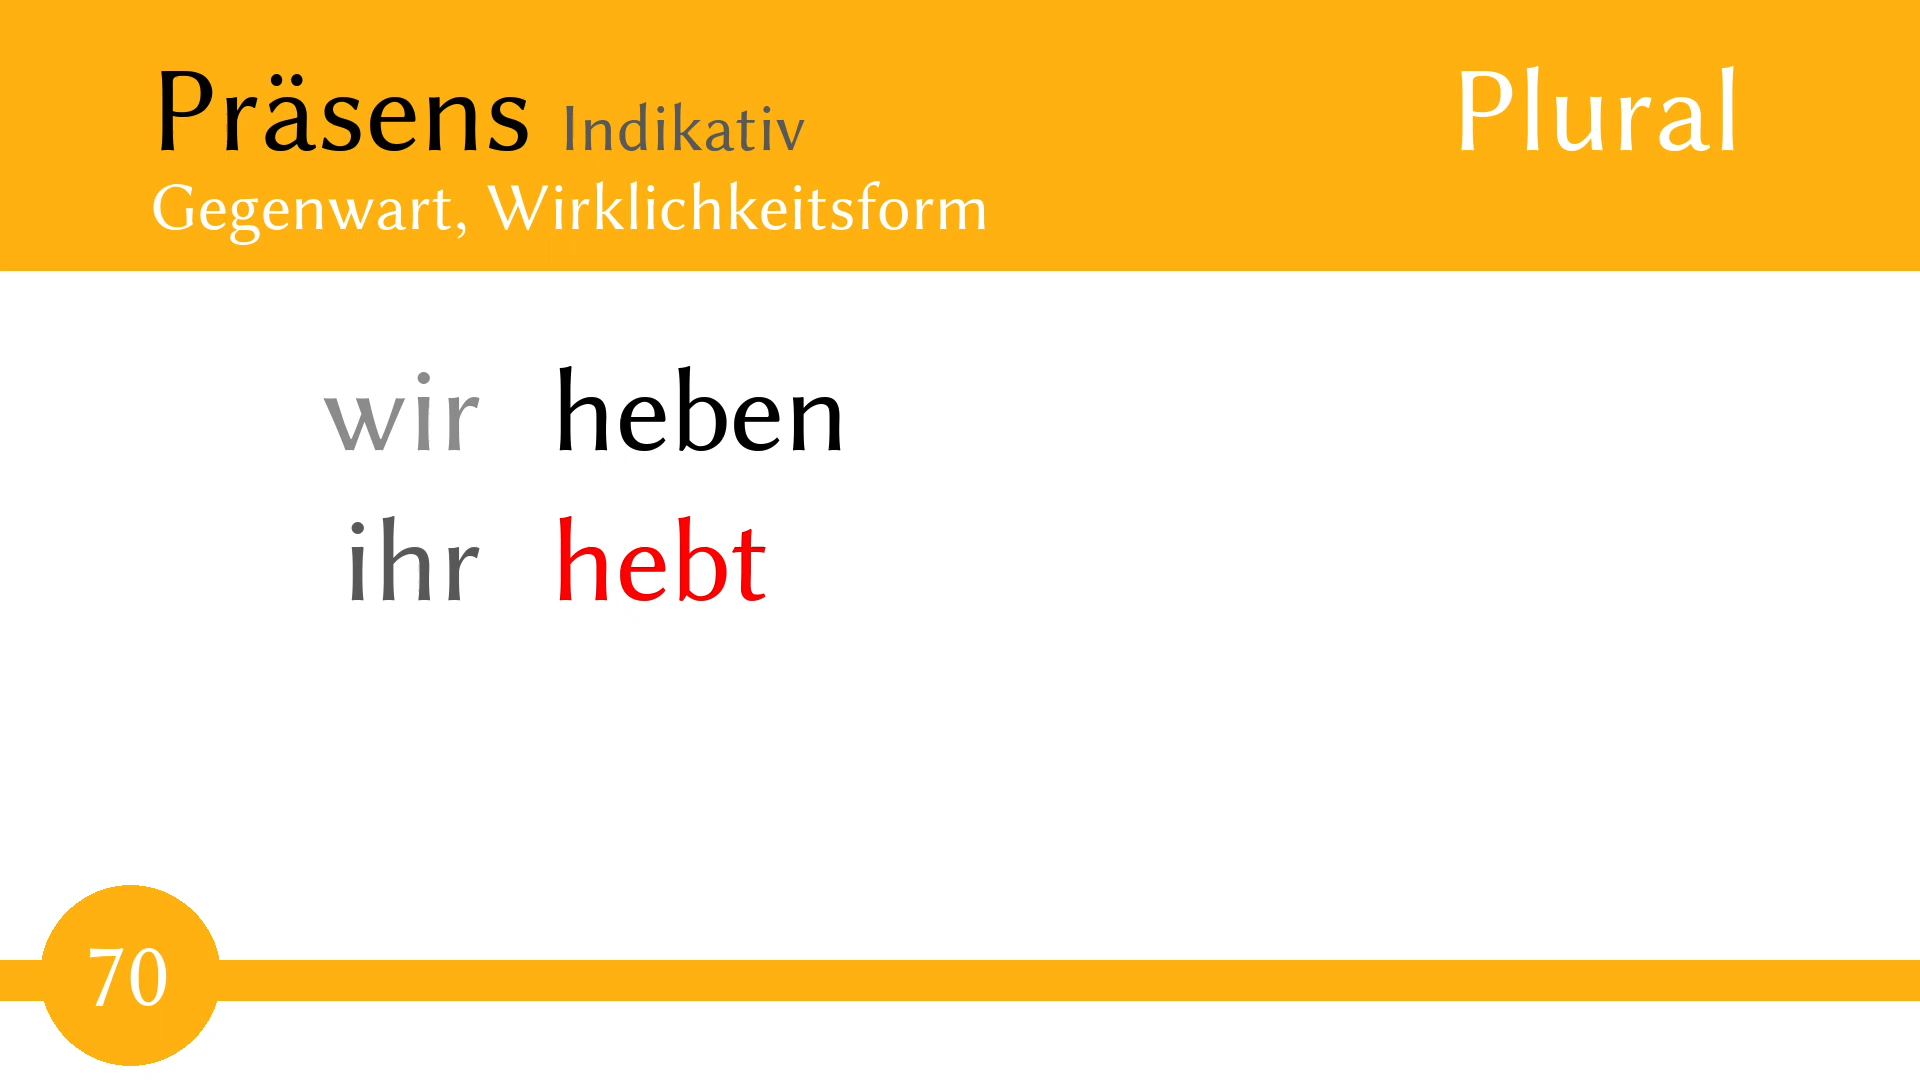 Präsens Indikativ Plural
Gegenwart, Wirklichkeitsform
wir heben
ihr hebt
70